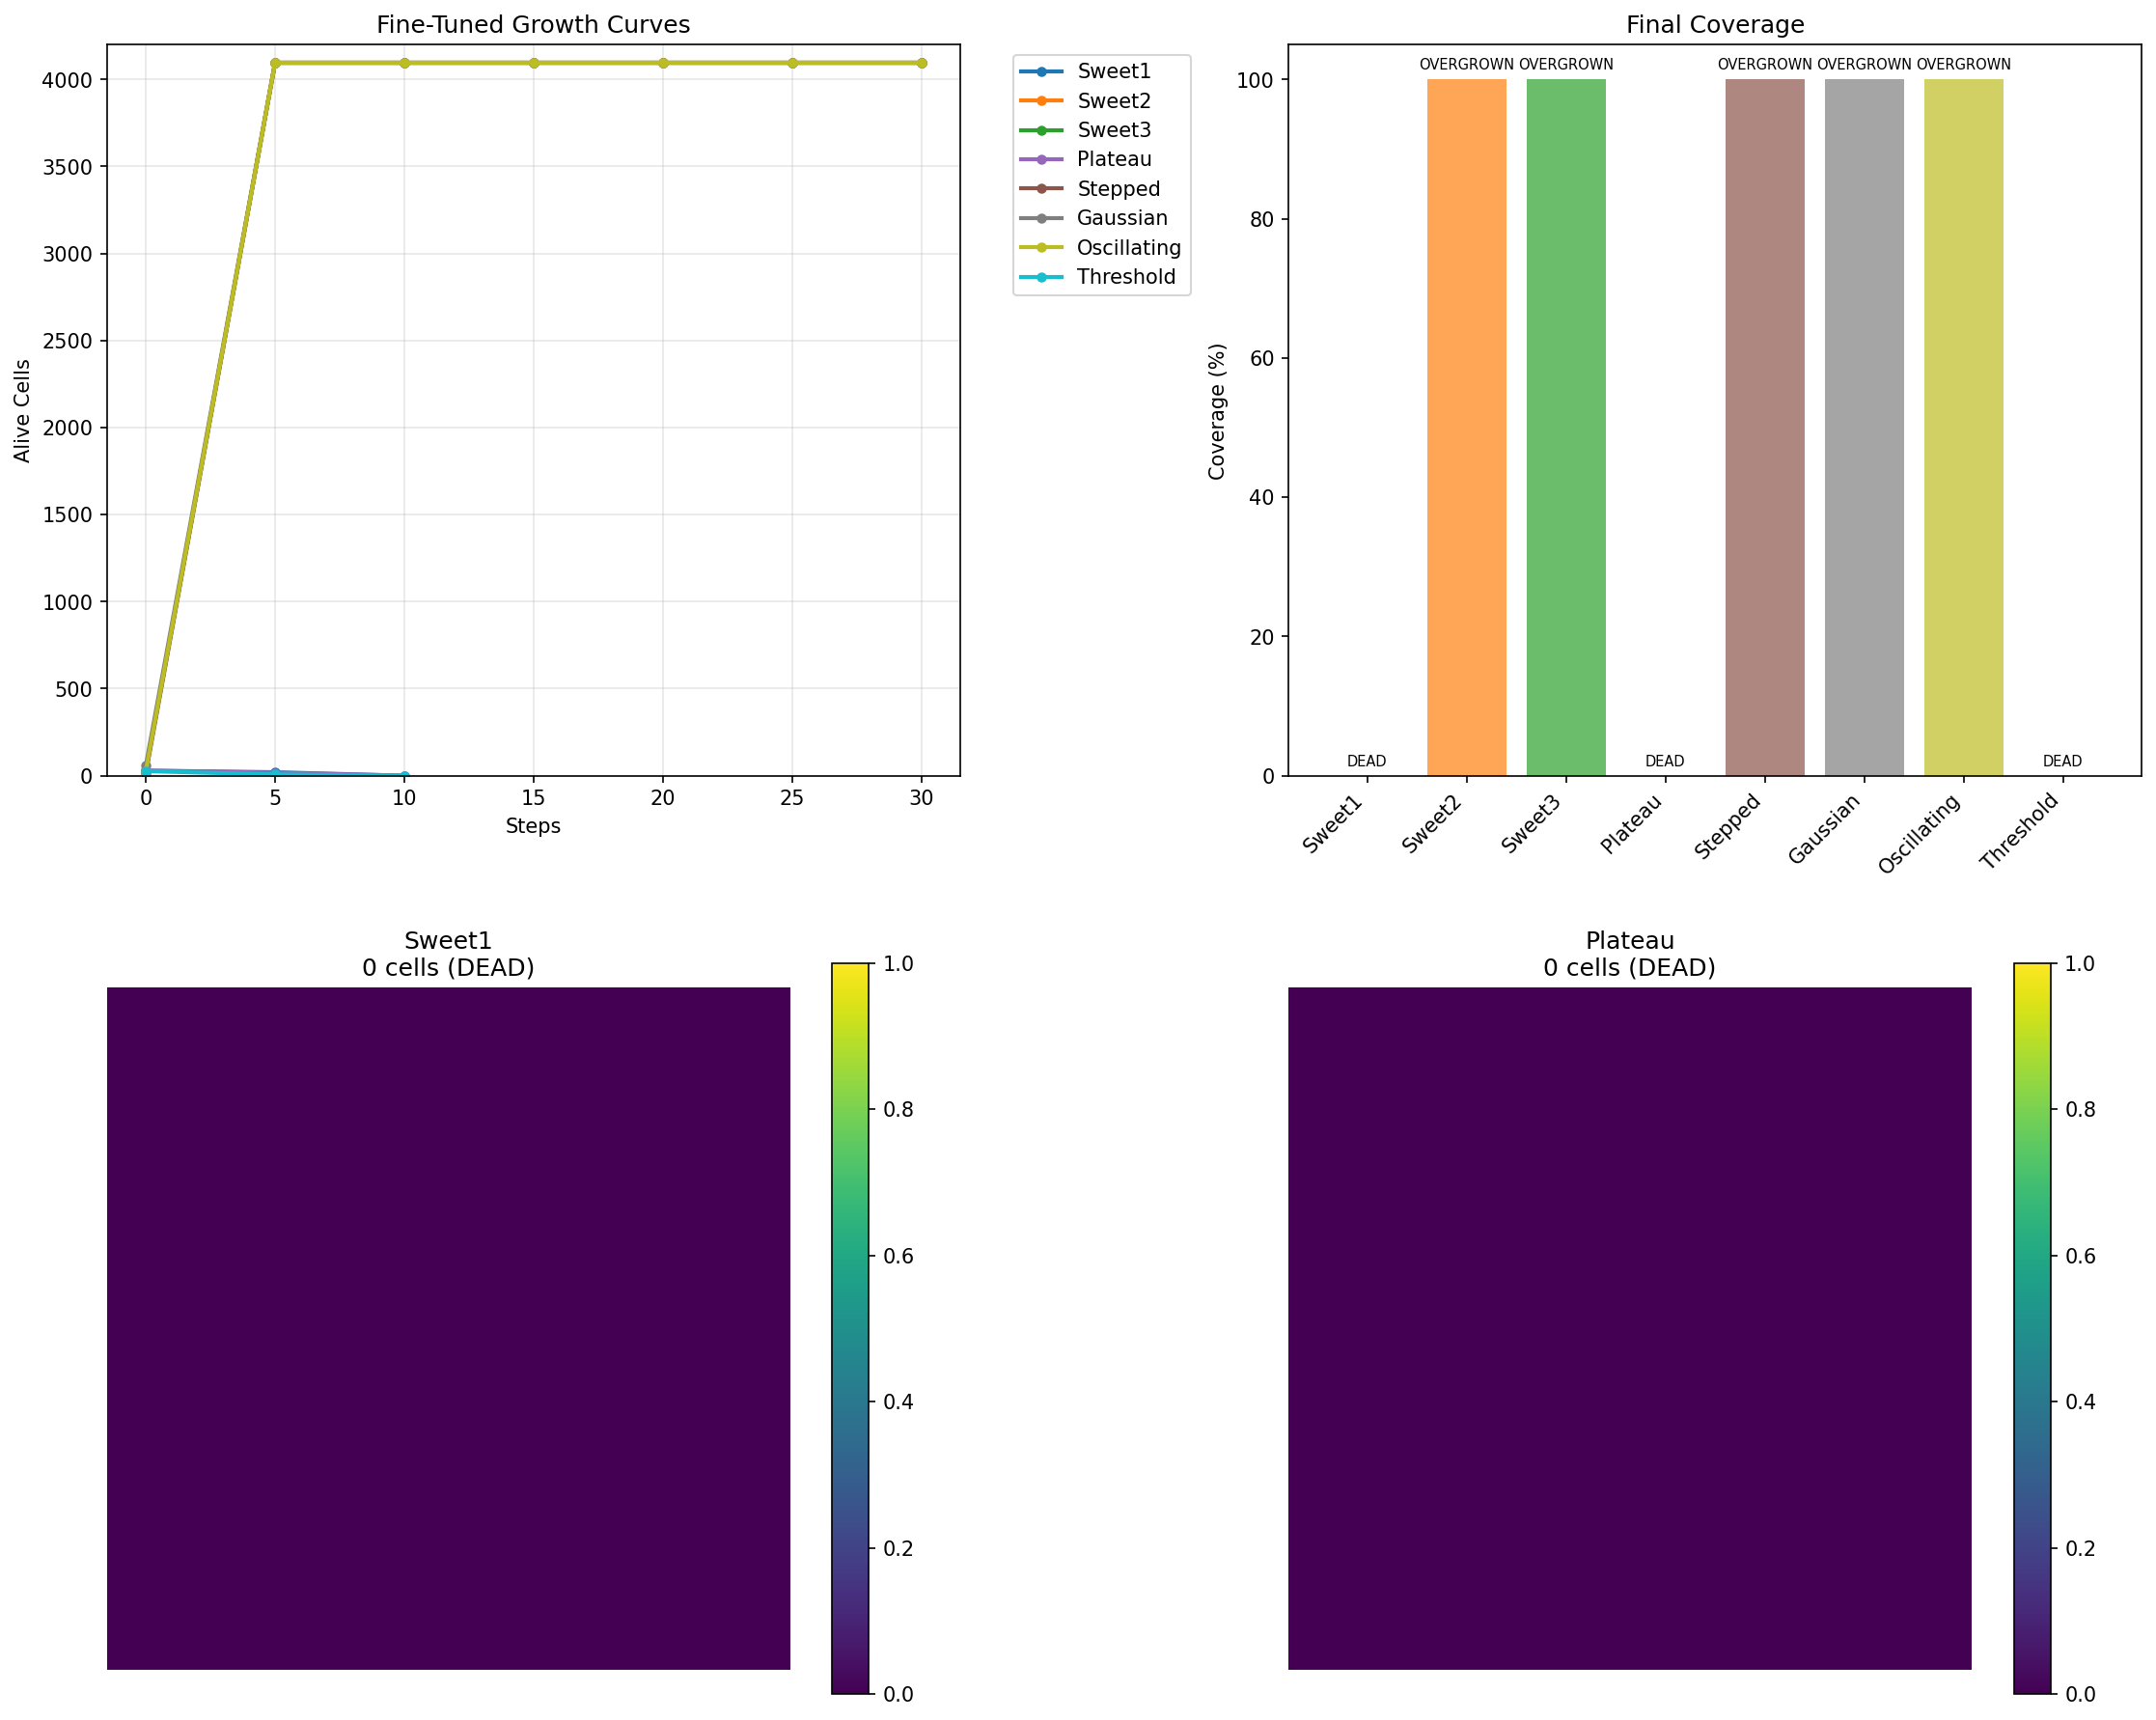 Fine-Tuned Growth Curves
Alive Cells
4000
3500
3000
2500
2000
1500
1000
500
0
0 5 10 15 20 25 30
Steps
Sweet1
Sweet2
Sweet3
Plateau
Stepped
Gaussian
Oscillating
Threshold
Final Coverage
Coverage (%)
100
80
60
40
20
0
DEAD OVERGROWN OVERGROWN DEAD OVERGROWN OVERGROWN OVERGROWN DEAD
Sweet1 Sweet2 Sweet3 Plateau Stepped Gaussian Oscillating Threshold
Sweet1
0 cells (DEAD)
1.0
0.8
0.6
0.4
0.2
0.0
Plateau
0 cells (DEAD)
1.0
0.8
0.6
0.4
0.2
0.0